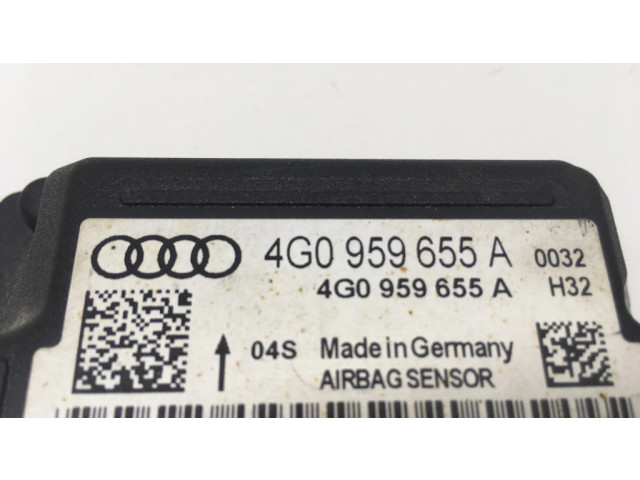 4G0 959 655 A 0032
4G0 959 655 A H32
04S Made in Germany
AIRBAG SENSOR